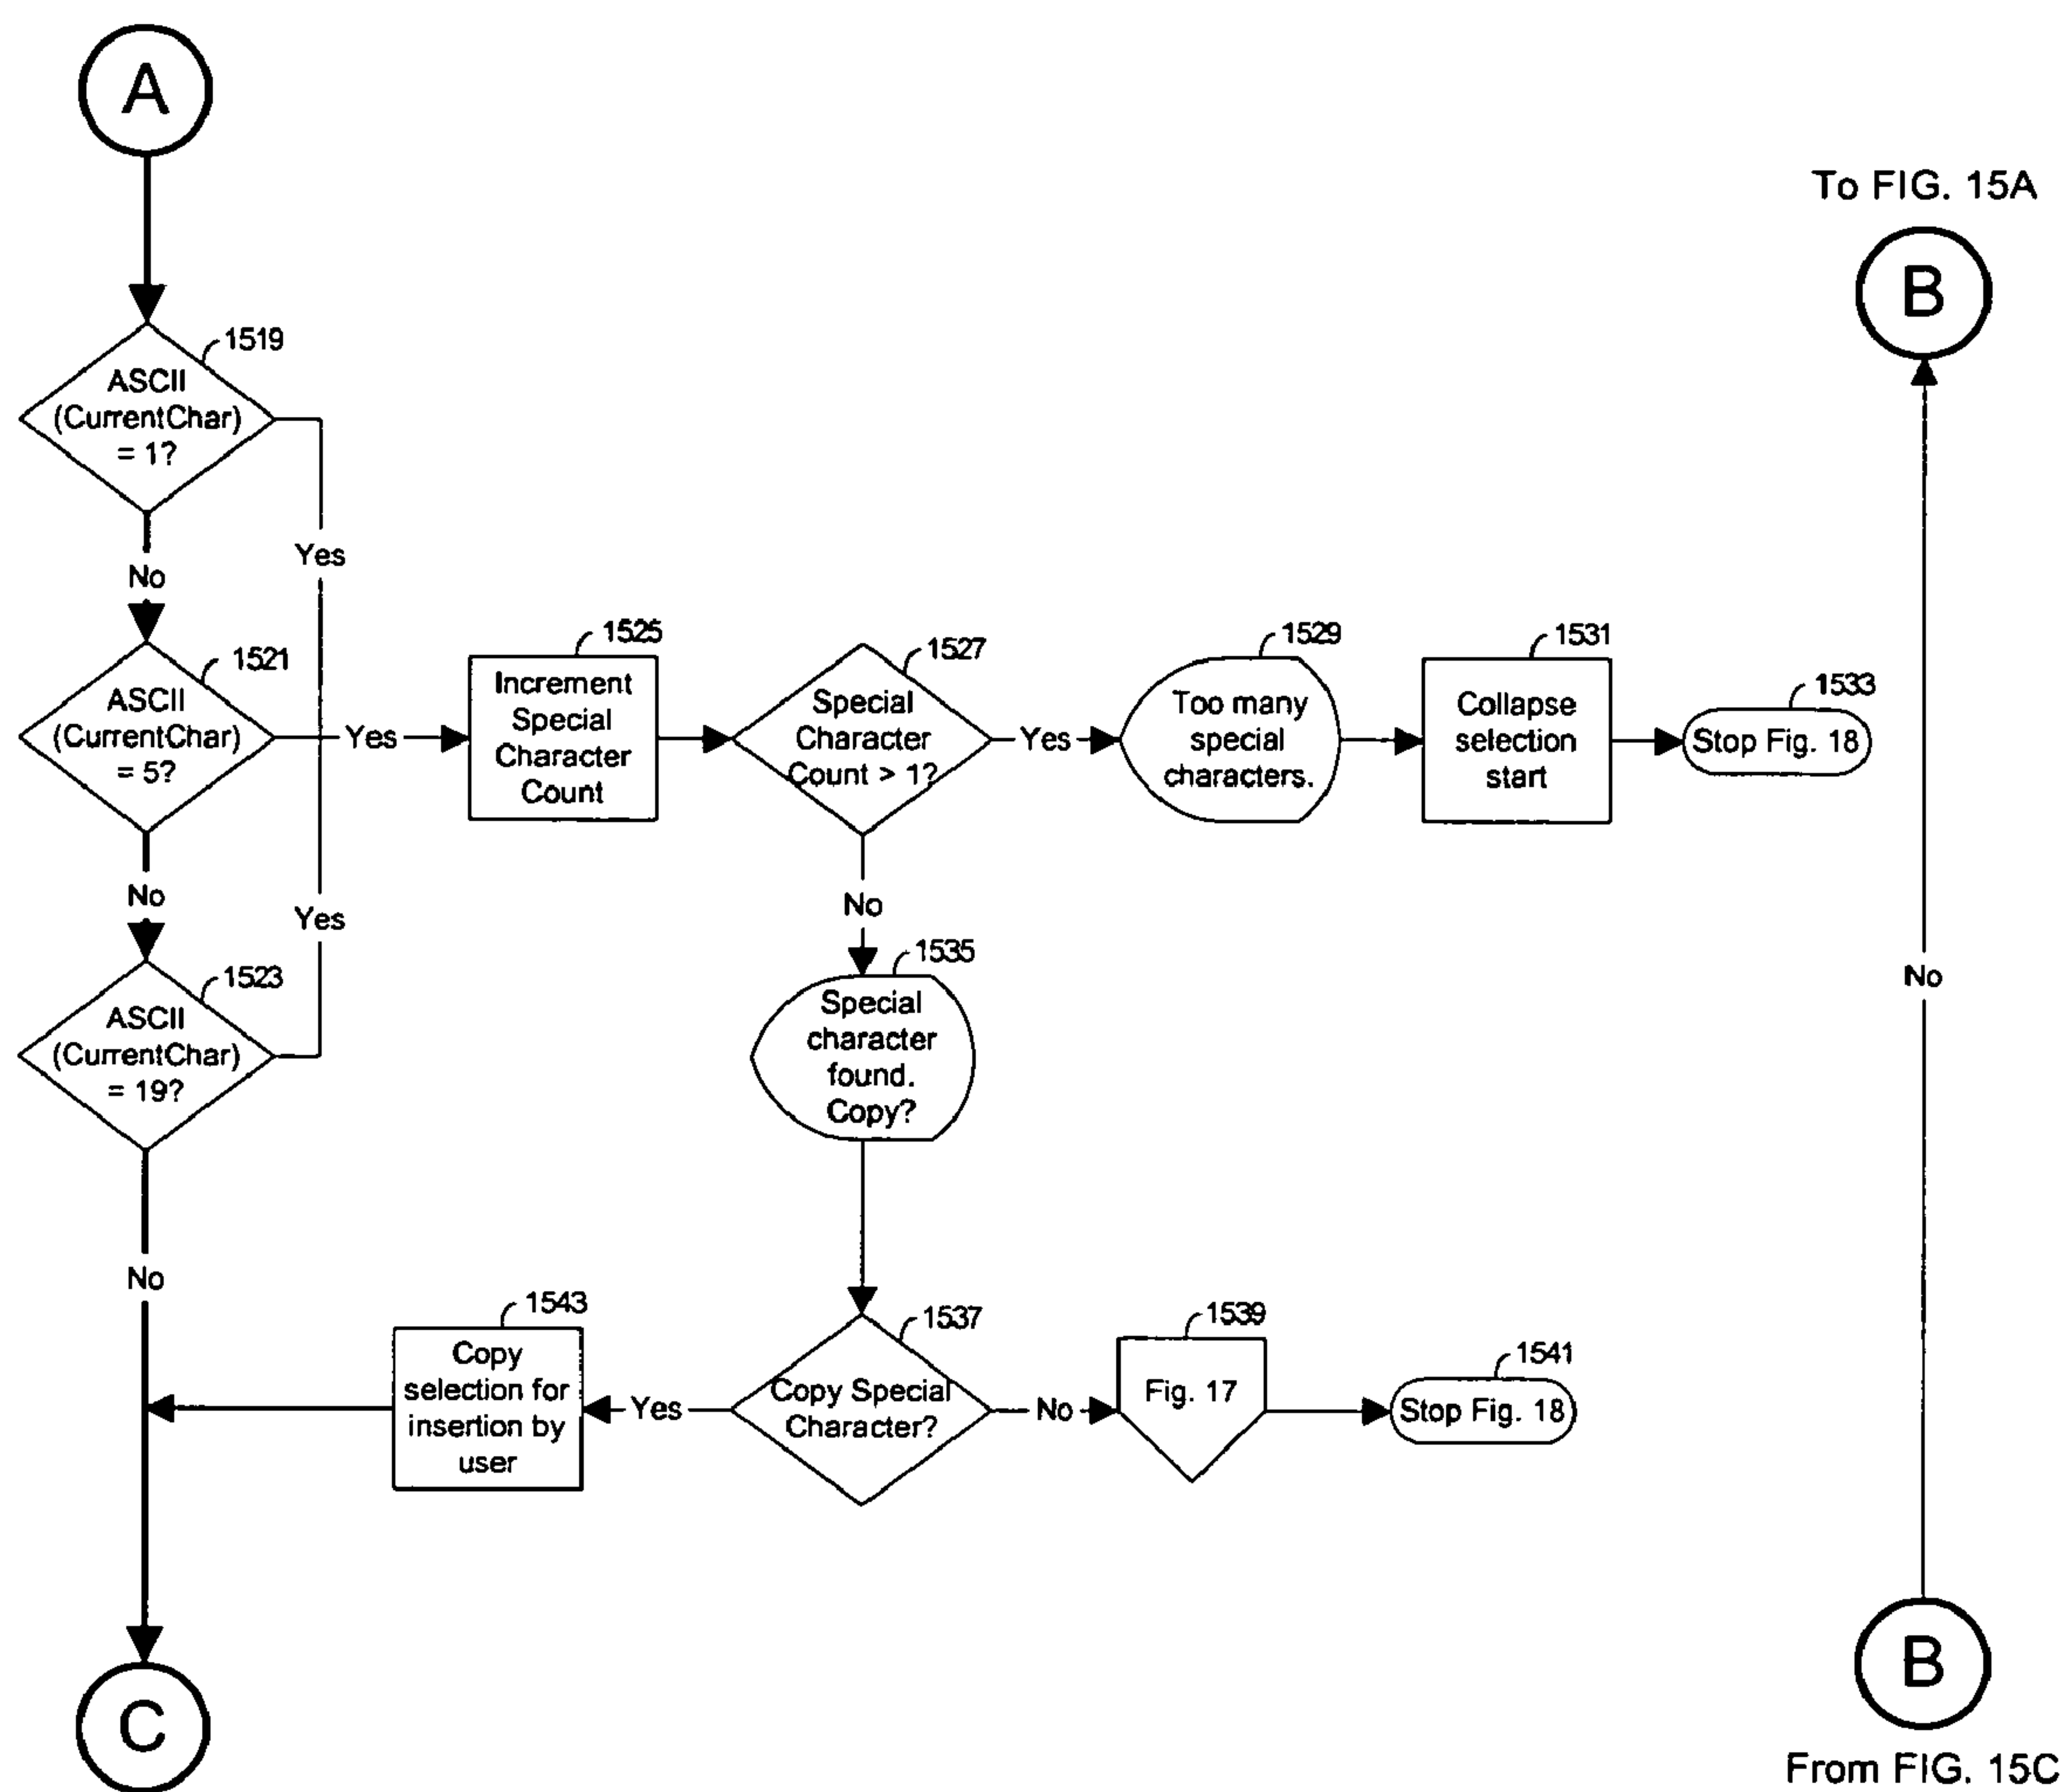 A
To FIG. 15A
B
1519
ASCII
(CurrentChar)
= 1?
Yes
No
1521
ASCII
(CurrentChar)
= 5?
Yes
1525
Increment
Special
Character
Count
1527
Special
Character
Count > 1?
Yes
1529
Too many
special
characters.
1531
Collapse
selection
start
1533
Stop Fig. 18
No
Yes
No
No
1523
ASCII
(CurrentChar)
= 19?
1535
Special
character
found.
Copy?
No
1543
Copy
selection for
insertion by
user
Yes
1537
Copy Special
Character?
No
1539
Fig. 17
1541
Stop Fig. 18
B
C
From FIG. 15C